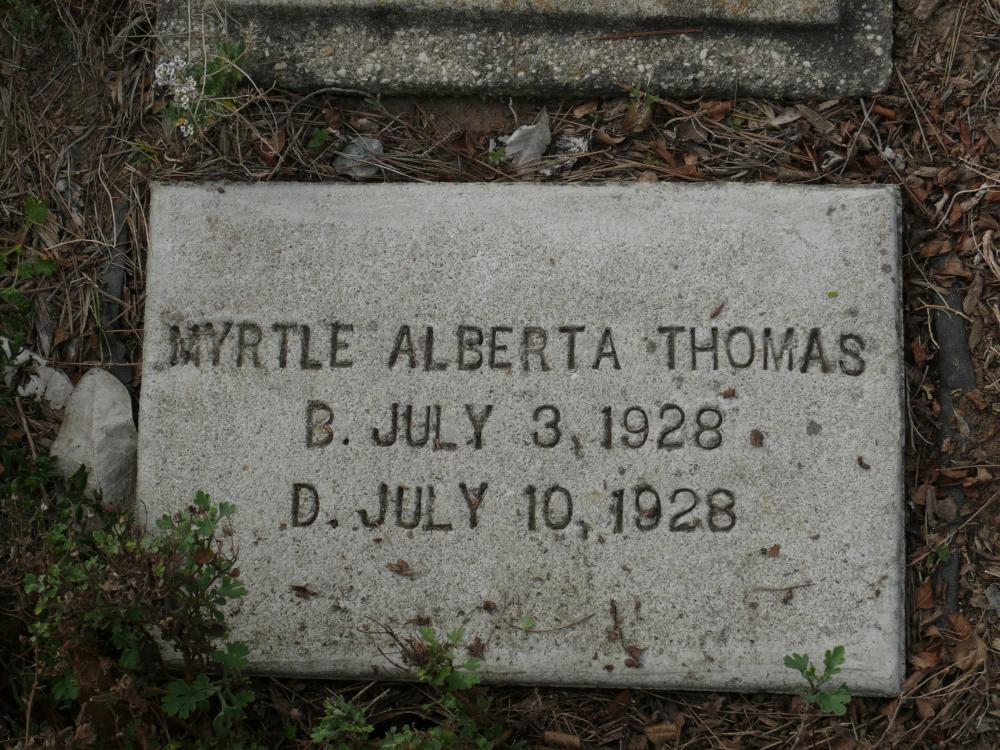 MYRTLE ALBERTA THOMAS
B. JULY 3, 1928
D. JULY 10, 1928